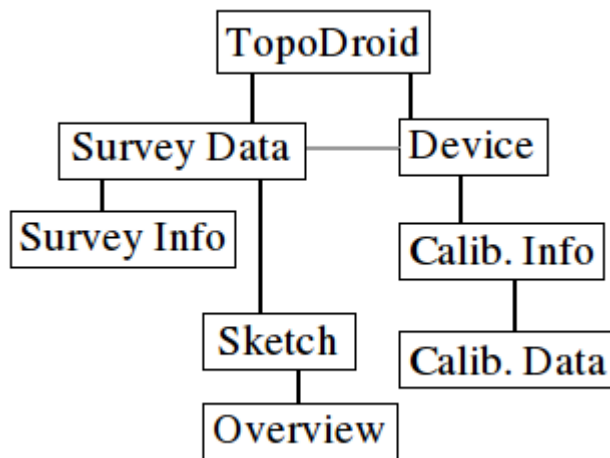 TopoDroid
Survey Data
Device
Survey Info
Calib. Info
Sketch
Calib. Data
Overview